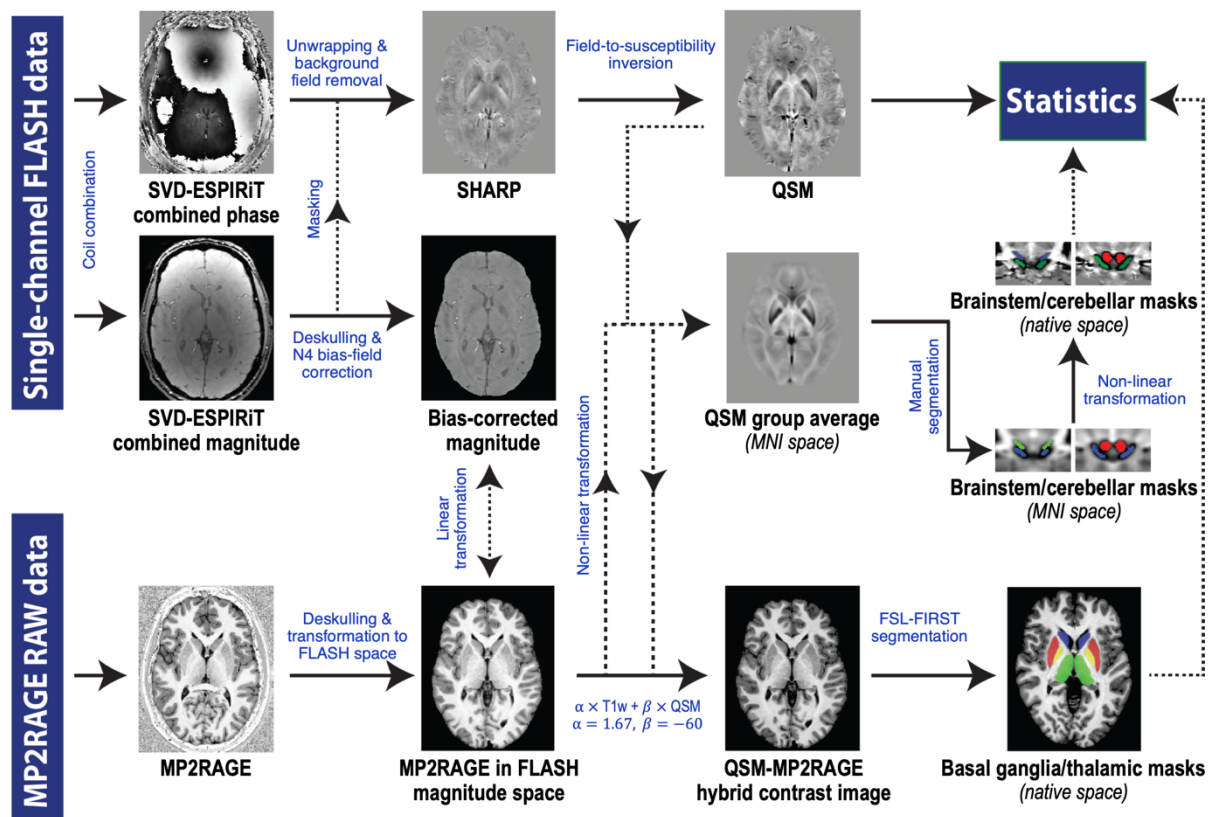 Single-channel FLASH data
Coil combination
SVD-ESPIRiT
combined phase
Unwrapping &
background
field removal
SHARP
Field-to-susceptibility
inversion
QSM
Statistics
Masking
SVD-ESPIRiT
combined magnitude
Deskulling &
N4 bias-field
correction
Bias-corrected
magnitude
QSM group average
(MNI space)
Manual
segmentation
Brainstem/cerebellar masks
(native space)
Non-linear
transformation
Brainstem/cerebellar masks
(MNI space)
Linear
transformation
Non-linear transformation
MP2RAGE RAW data
MP2RAGE
Deskulling &
transformation to
FLASH space
MP2RAGE in FLASH
magnitude space
α × T1w + β × QSM
α = 1.67, β = −60
QSM-MP2RAGE
hybrid contrast image
FSL-FIRST
segmentation
Basal ganglia/thalamic masks
(native space)